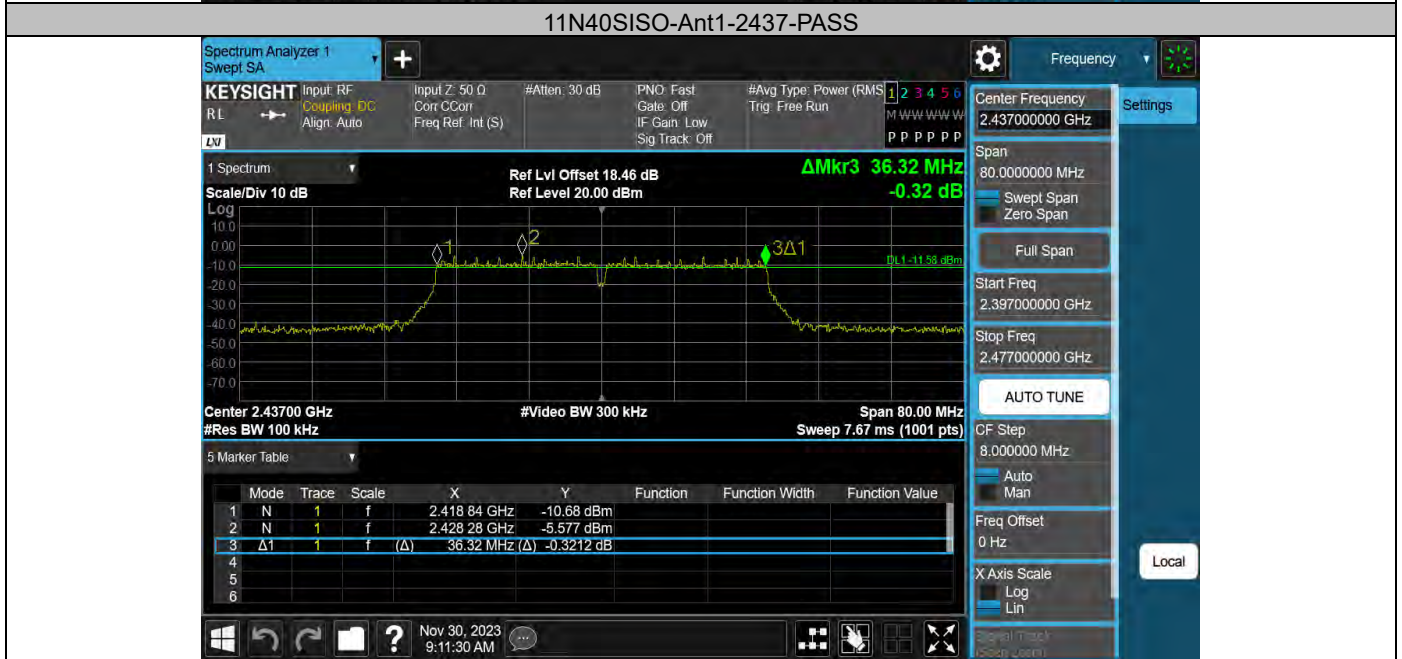 11N40SISO-Ant1-2437-PASS
Spectrum Analyzer 1
Swept SA
+
Frequency
KEYSIGHT
RL
LXI
Input: RF
Coupling: DC
Align: Auto
Input Z: 50 Ω
Corr CCorr
Freq Ref: Int (S)
#Atten: 30 dB
PNO: Fast
Gate: Off
IF Gain: Low
Sig Track: Off
#Avg Type: Power (RMS
Trig: Free Run
1 2 3 4 5 6
M W W W W W
P P P P P P
Center Frequency
2.437000000 GHz
Settings
1 Spectrum
Scale/Div 10 dB
Ref Lvl Offset 18.46 dB
Ref Level 20.00 dBm
ΔMkr3 36.32 MHz
-0.32 dB
Span
80.0000000 MHz
Swept Span
Zero Span
Full Span
Log
10.0
0.00
-10.0
-20.0
-30.0
-40.0
-50.0
-60.0
-70.0
1
2
3Δ1
DL1 -11.58 dBm
Start Freq
2.397000000 GHz
Stop Freq
2.477000000 GHz
AUTO TUNE
Center 2.43700 GHz
#Res BW 100 kHz
#Video BW 300 kHz
Span 80.00 MHz
Sweep 7.67 ms (1001 pts)
CF Step
8.000000 MHz
Auto
Man
5 Marker Table
Mode Trace Scale X Y Function Function Width Function Value
1 N 1 f 2.418 84 GHz -10.68 dBm
2 N 1 f 2.428 28 GHz -5.577 dBm
3 Δ1 1 f (Δ) 36.32 MHz (Δ) -0.3212 dB
4
5
6
Freq Offset
0 Hz
X Axis Scale
Log
Lin
Local
Signal Track
(Span Zoom)
?
Nov 30, 2023
9:11:30 AM